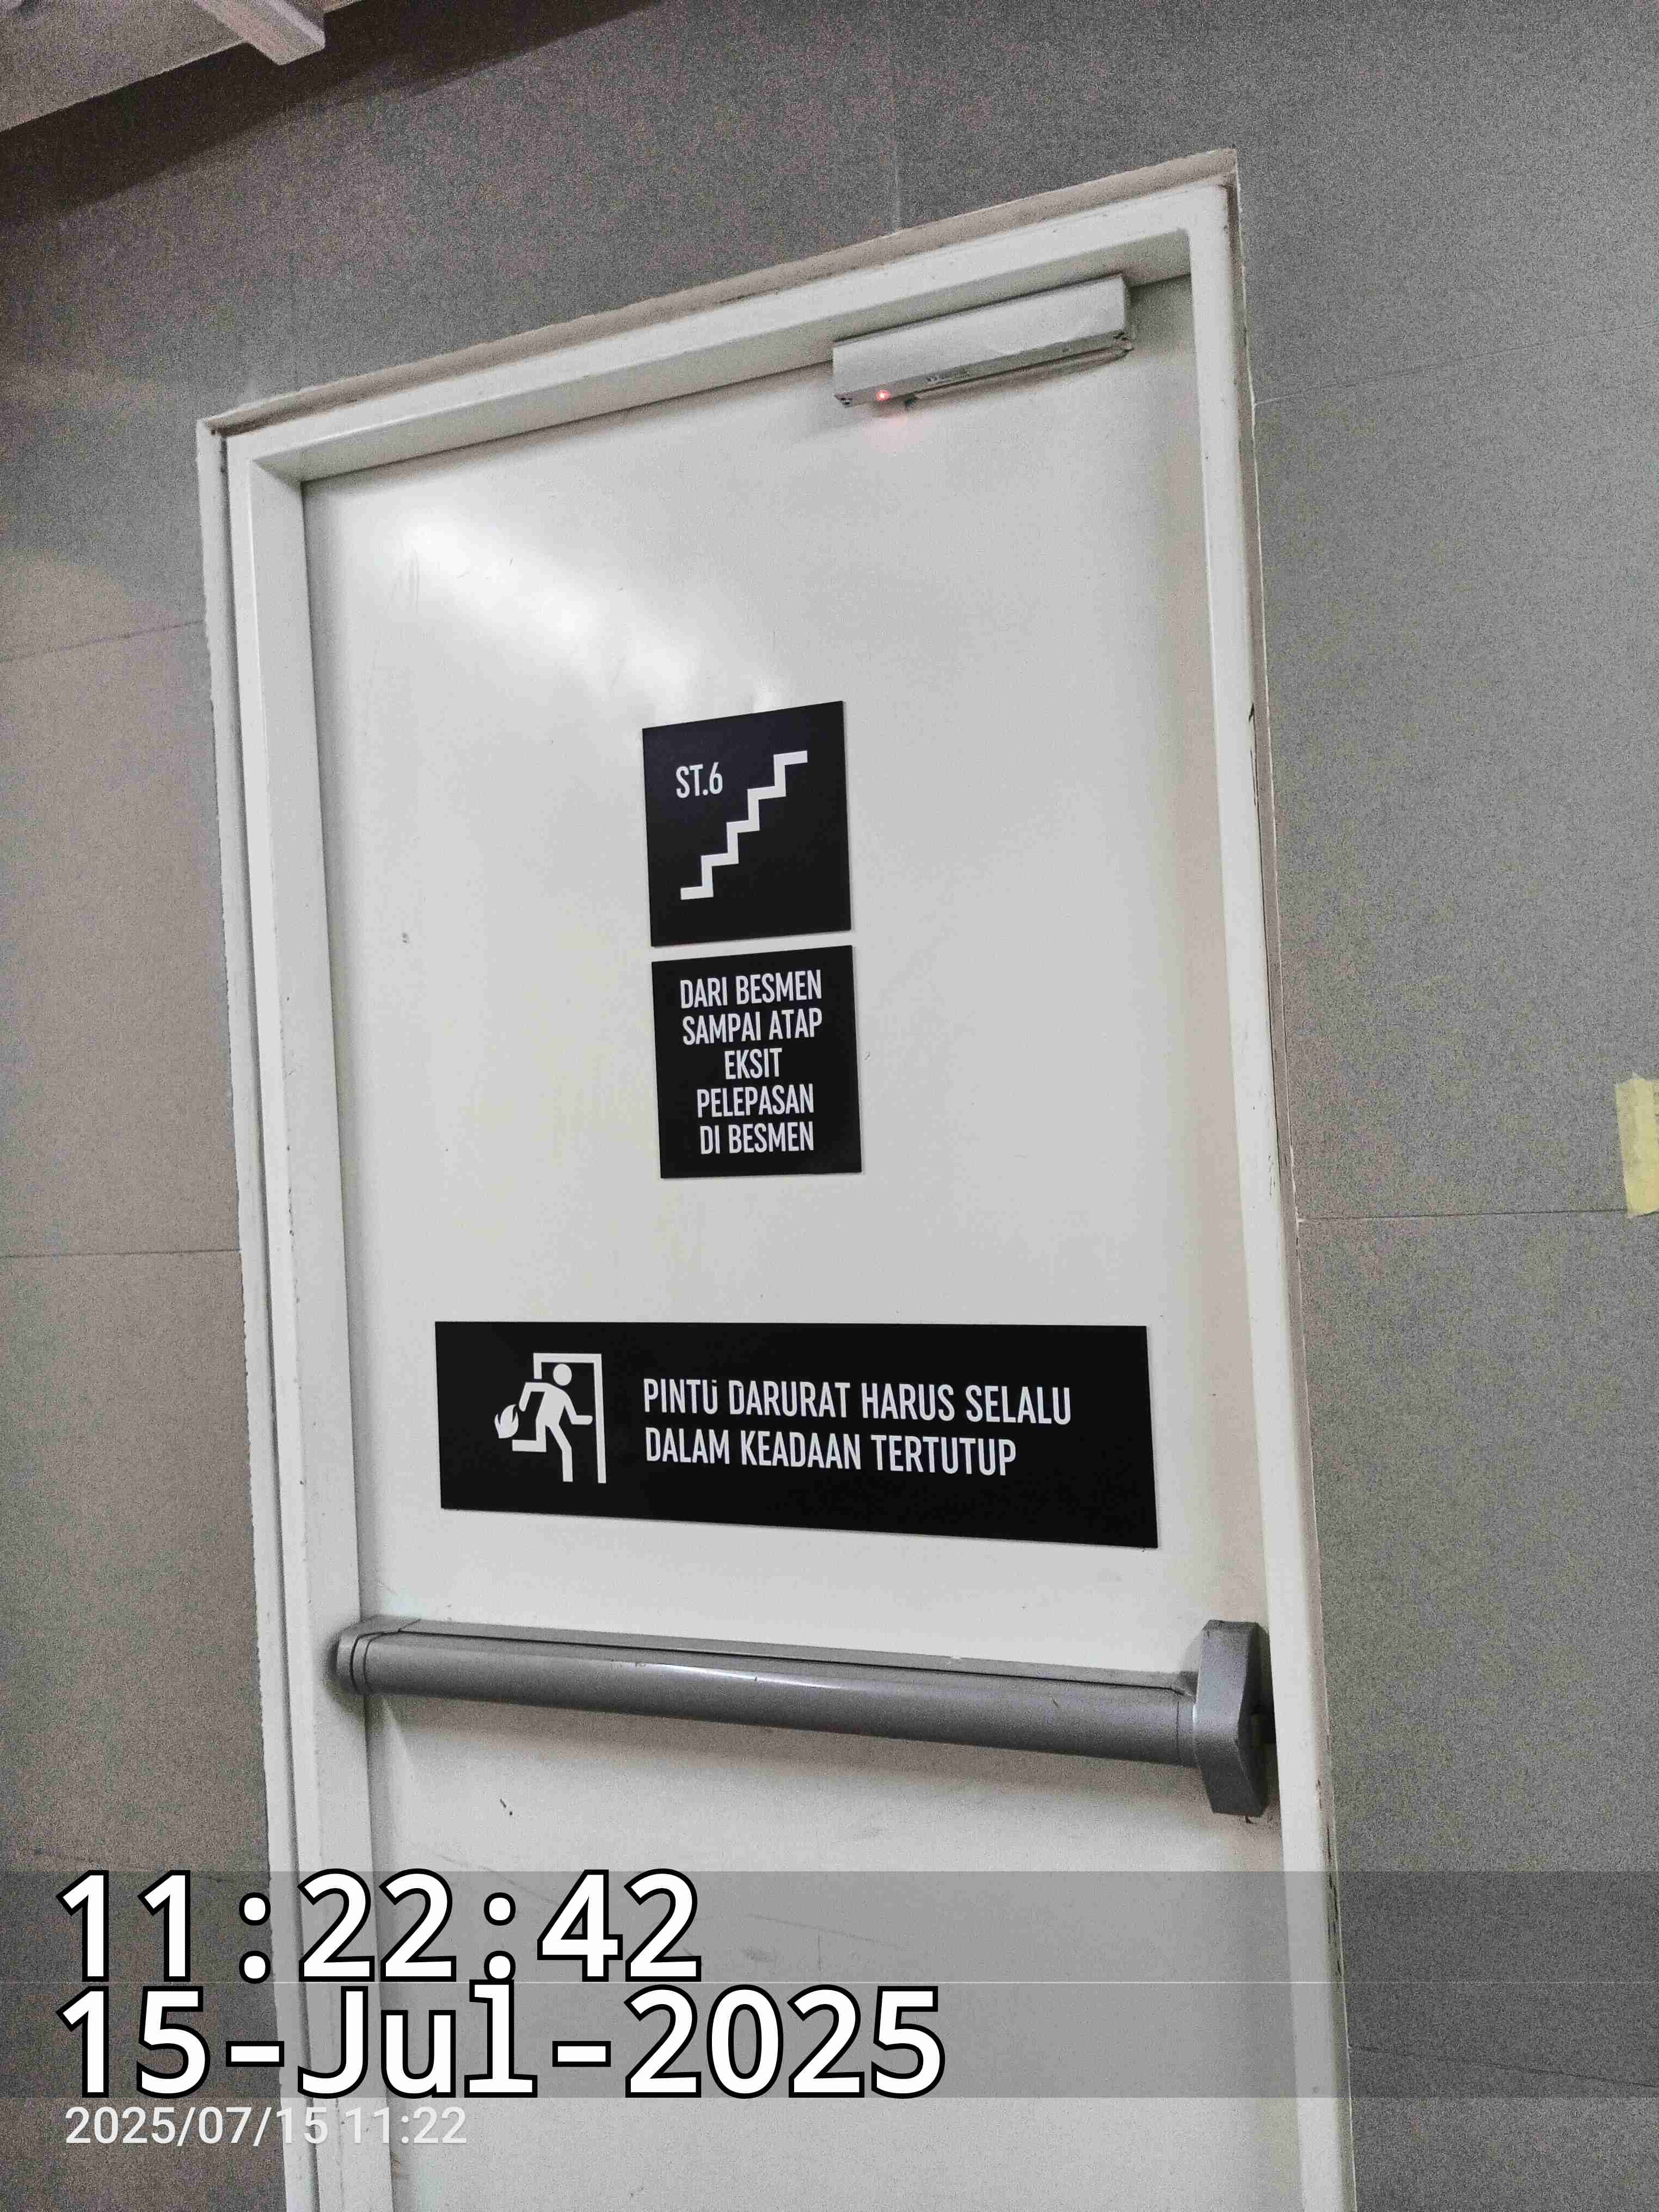 ST.6
DARI BESMEN
SAMPAI ATAP
EKSIT
PELEPASAN
DI BESMEN
PINTU DARURAT HARUS SELALU
DALAM KEADAAN TERTUTUP
11:22:42
15-Jul-2025
2025/07/15 11:22